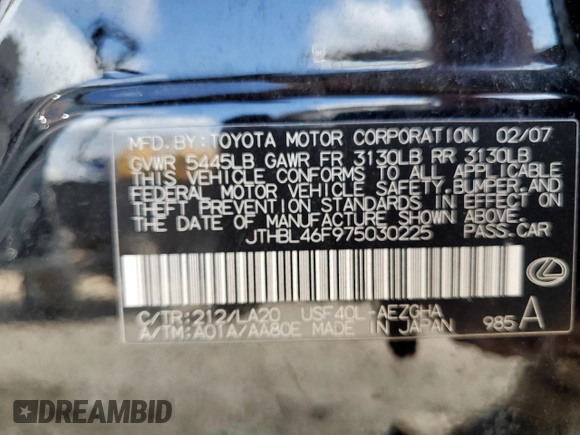 MFD. BY: TOYOTA MOTOR CORPORATION 02/07
GVWR 5445LB GAWR FR 3130LB RR 3130LB
THIS VEHICLE CONFORMS TO ALL APPLICABLE
FEDERAL MOTOR VEHICLE SAFETY, BUMPER, AND
THEFT PREVENTION STANDARDS IN EFFECT ON
THE DATE OF MANUFACTURE SHOWN ABOVE.
JTHBL46F975030225 PASS. CAR
C/TR: 212/LA20 USF40L-AEZGHA
A/TM: A01A/AA80E MADE IN JAPAN 985 A
DREAMBID